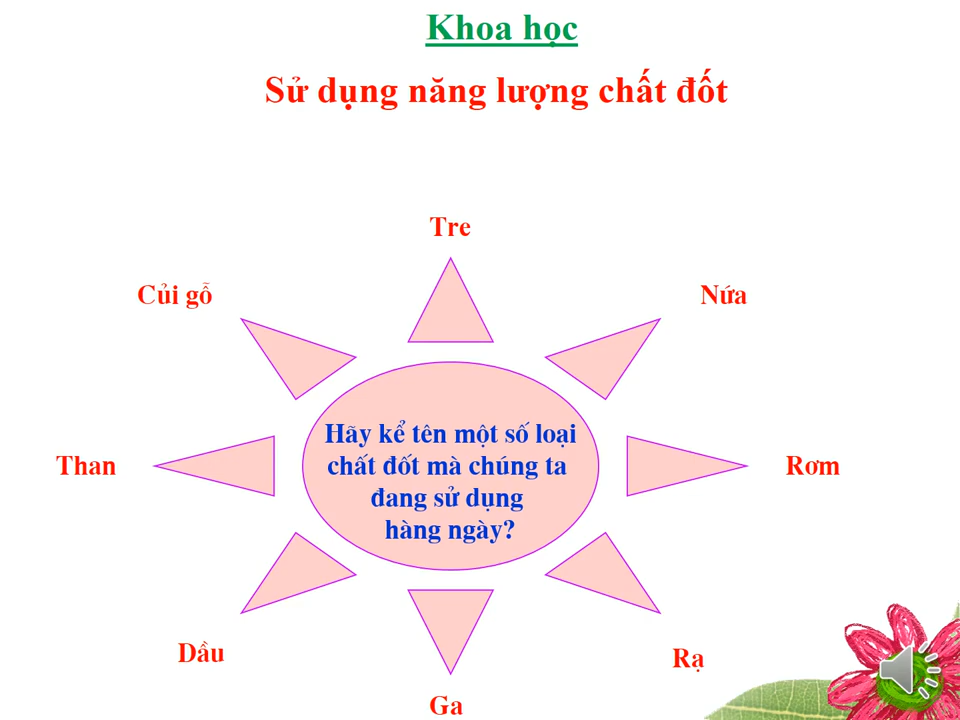 Khoa học
Sử dụng năng lượng chất đốt
Tre
Củi gỗ
Nứa
Hãy kể tên một số loại
chất đốt mà chúng ta
đang sử dụng
hàng ngày?
Than
Rơm
Dầu
Rạ
Ga